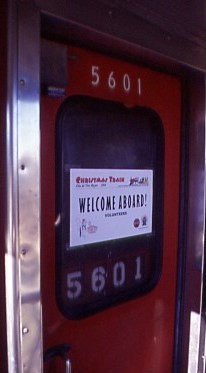 5601
CHRISTMAS TRAIN
WELCOME ABOARD!
VOLUNTEERS
5601